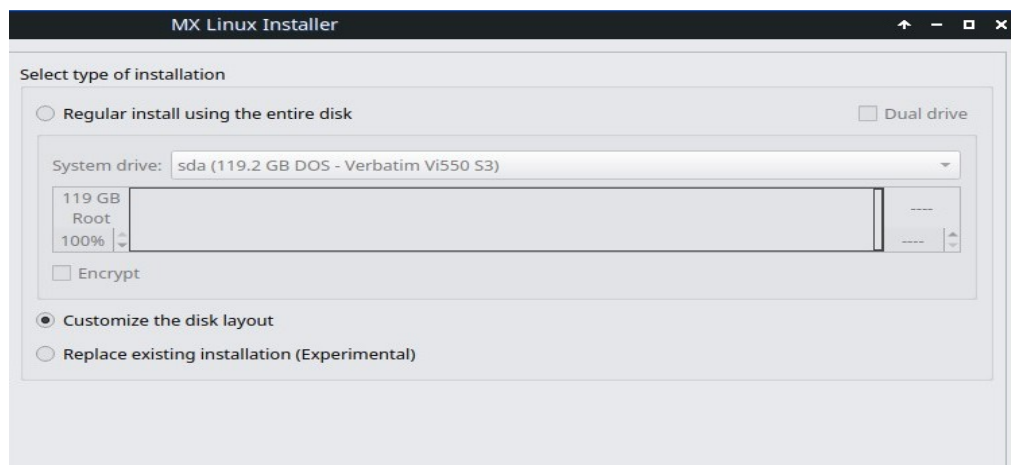 MX Linux Installer
Select type of installation
Regular install using the entire disk
Dual drive
System drive: sda (119.2 GB DOS - Verbatim Vi550 S3)
119 GB
Root
100%
----
----
Encrypt
Customize the disk layout
Replace existing installation (Experimental)